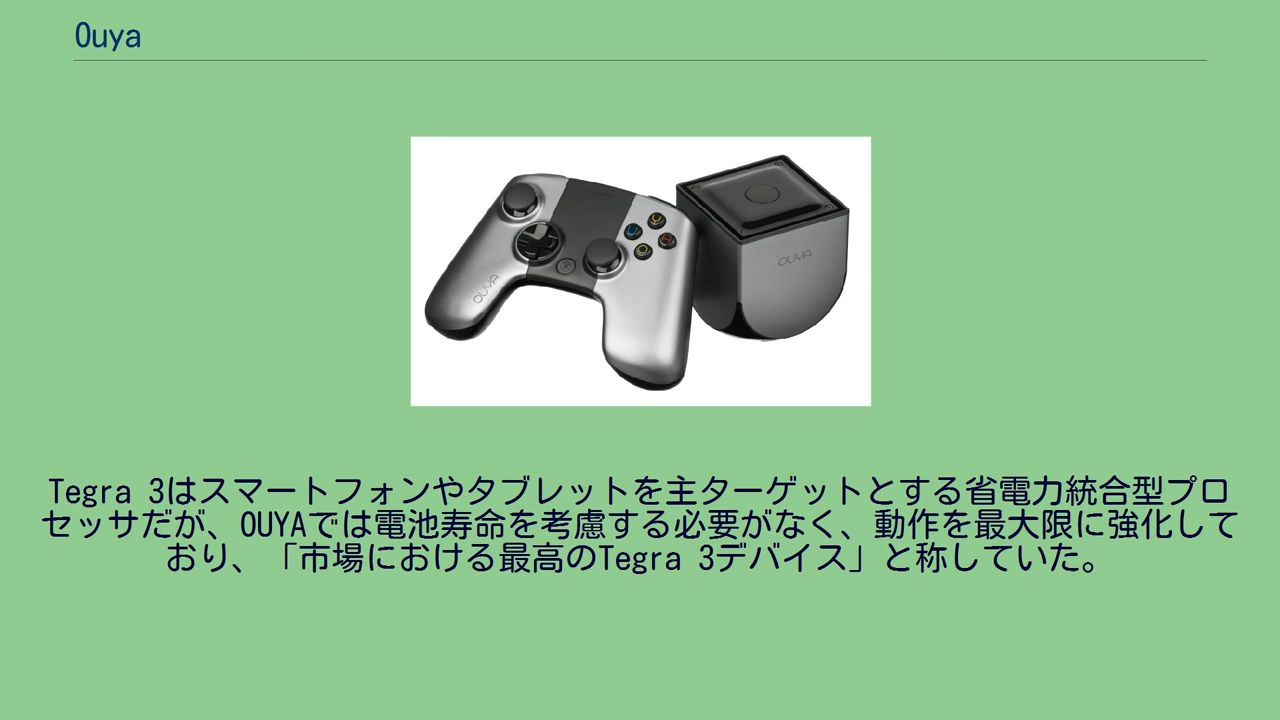 Ouya
OUYA
OUYA
Tegra 3はスマートフォンやタブレットを主ターゲットとする省電力統合型プロ
セッサだが、OUYAでは電池寿命を考慮する必要がなく、動作を最大限に強化して
おり、「市場における最高のTegra 3デバイス」と称していた。